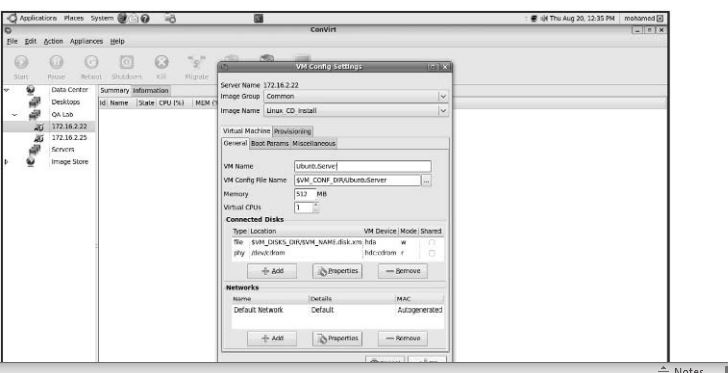 Applications Places System
Thu Aug 20, 12:35 PM mohamed
ConVirt
File Edit Action Appliances Help
Start Pause Reboot Shutdown Kill Migrate
VM Config Settings
Data Center
Desktops
QA Lab
172.16.2.22
172.16.2.25
Servers
Image Store
Summary Information
Id Name State CPU (%) MEM
Server Name 172.16.2.22
Image Group Common
Image Name Linux_CD_Install
Virtual Machine Provisioning
General Boot Params Miscellaneous
VM Name UbuntuServer
VM Config File Name $VM_CONF_DIR/UbuntuServer ...
Memory 512 MB
Virtual CPUs 1
Connected Disks
Type Location VM Device Mode Shared
file $VM_DISKS_DIR/$VM_NAME.disk.xm hda w
phy /dev/cdrom hdc:cdrom r
Add Properties Remove
Networks
Name Details MAC
Default Network Default Autogenerated
Add Properties Remove
Notes